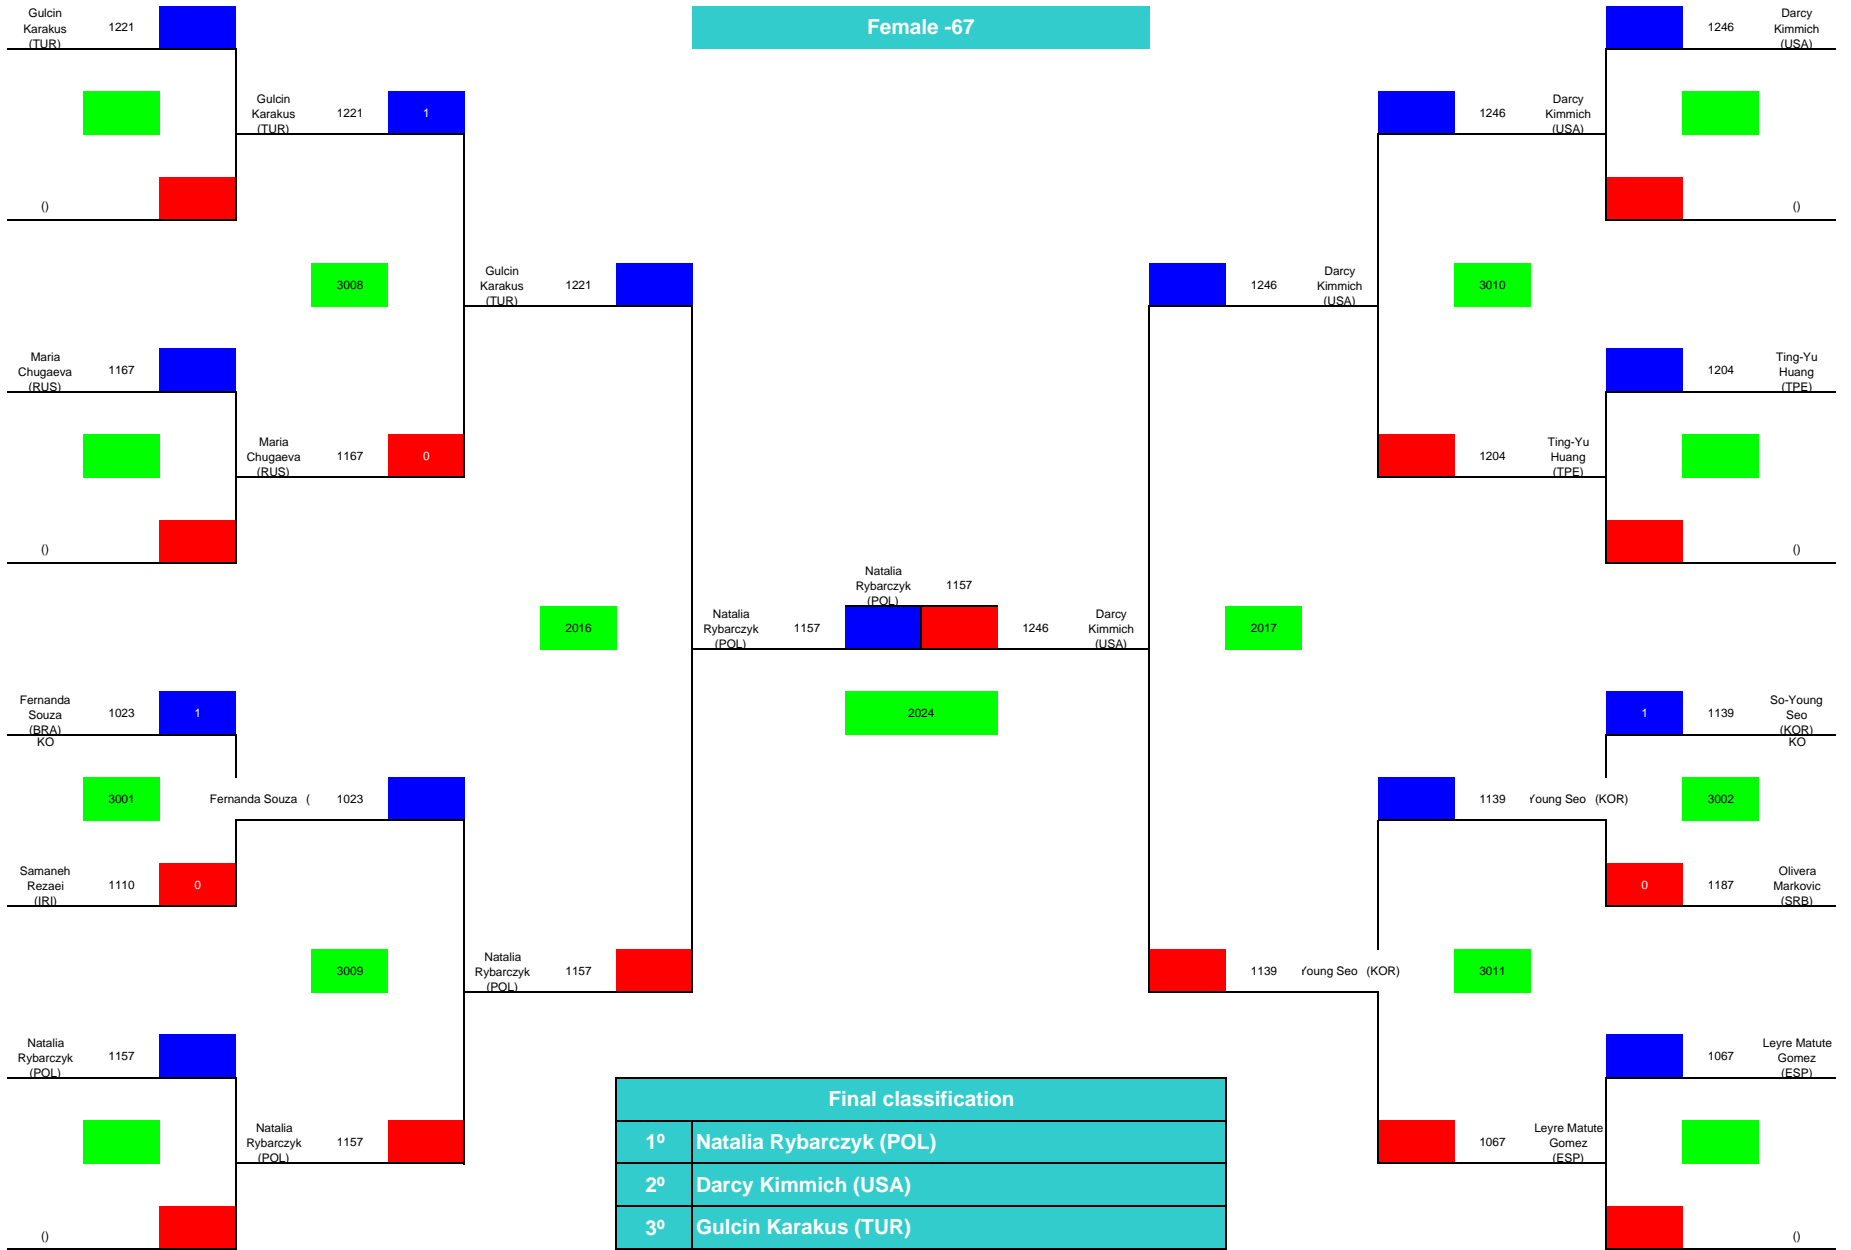 Female -67
Gulcin
Karakus
(TUR)
1221
()
Gulcin
Karakus
(TUR)
1221
1
3008
Maria
Chugaeva
(RUS)
1167
()
Maria
Chugaeva
(RUS)
1167
0
Gulcin
Karakus
(TUR)
1221
2016
Fernanda
Souza
(BRA)
KO
1023
1
3001
Fernanda Souza (
1023
Samaneh
Rezaei
(IRI)
1110
0
3009
Natalia
Rybarczyk
(POL)
1157
Natalia
Rybarczyk
(POL)
1157
()
Natalia
Rybarczyk
(POL)
1157
Natalia
Rybarczyk
(POL)
1157
Natalia
Rybarczyk
(POL)
1157
2024
1246
Darcy
Kimmich
(USA)
2017
1246
Darcy
Kimmich
(USA)
3010
1246
Darcy
Kimmich
(USA)
1246
Darcy
Kimmich
(USA)
()
1204
Ting-Yu
Huang
(TPE)
1204
Ting-Yu
Huang
(TPE)
()
1
1139
So-Young
Seo
(KOR)
KO
1139
Young Seo (KOR)
3002
0
1187
Olivera
Markovic
(SRB)
1139
Young Seo (KOR)
3011
1067
Leyre Matute
Gomez
(ESP)
1067
Leyre Matute
Gomez
(ESP)
()
Final classification
1º Natalia Rybarczyk (POL)
2º Darcy Kimmich (USA)
3º Gulcin Karakus (TUR)